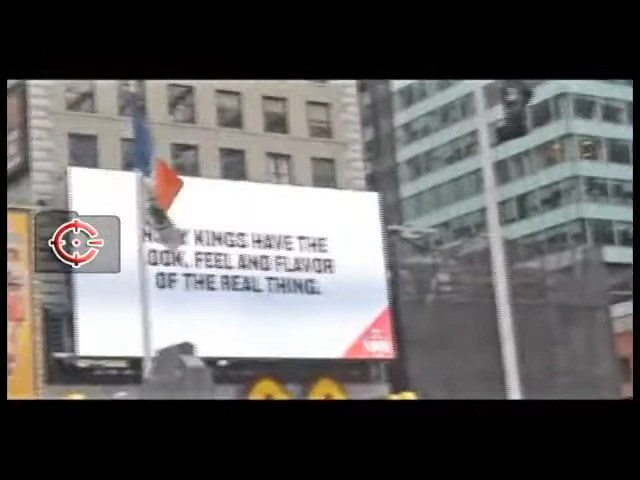 KINGS HAVE THE
FEEL AND FLAVOR
OF THE REAL THING.